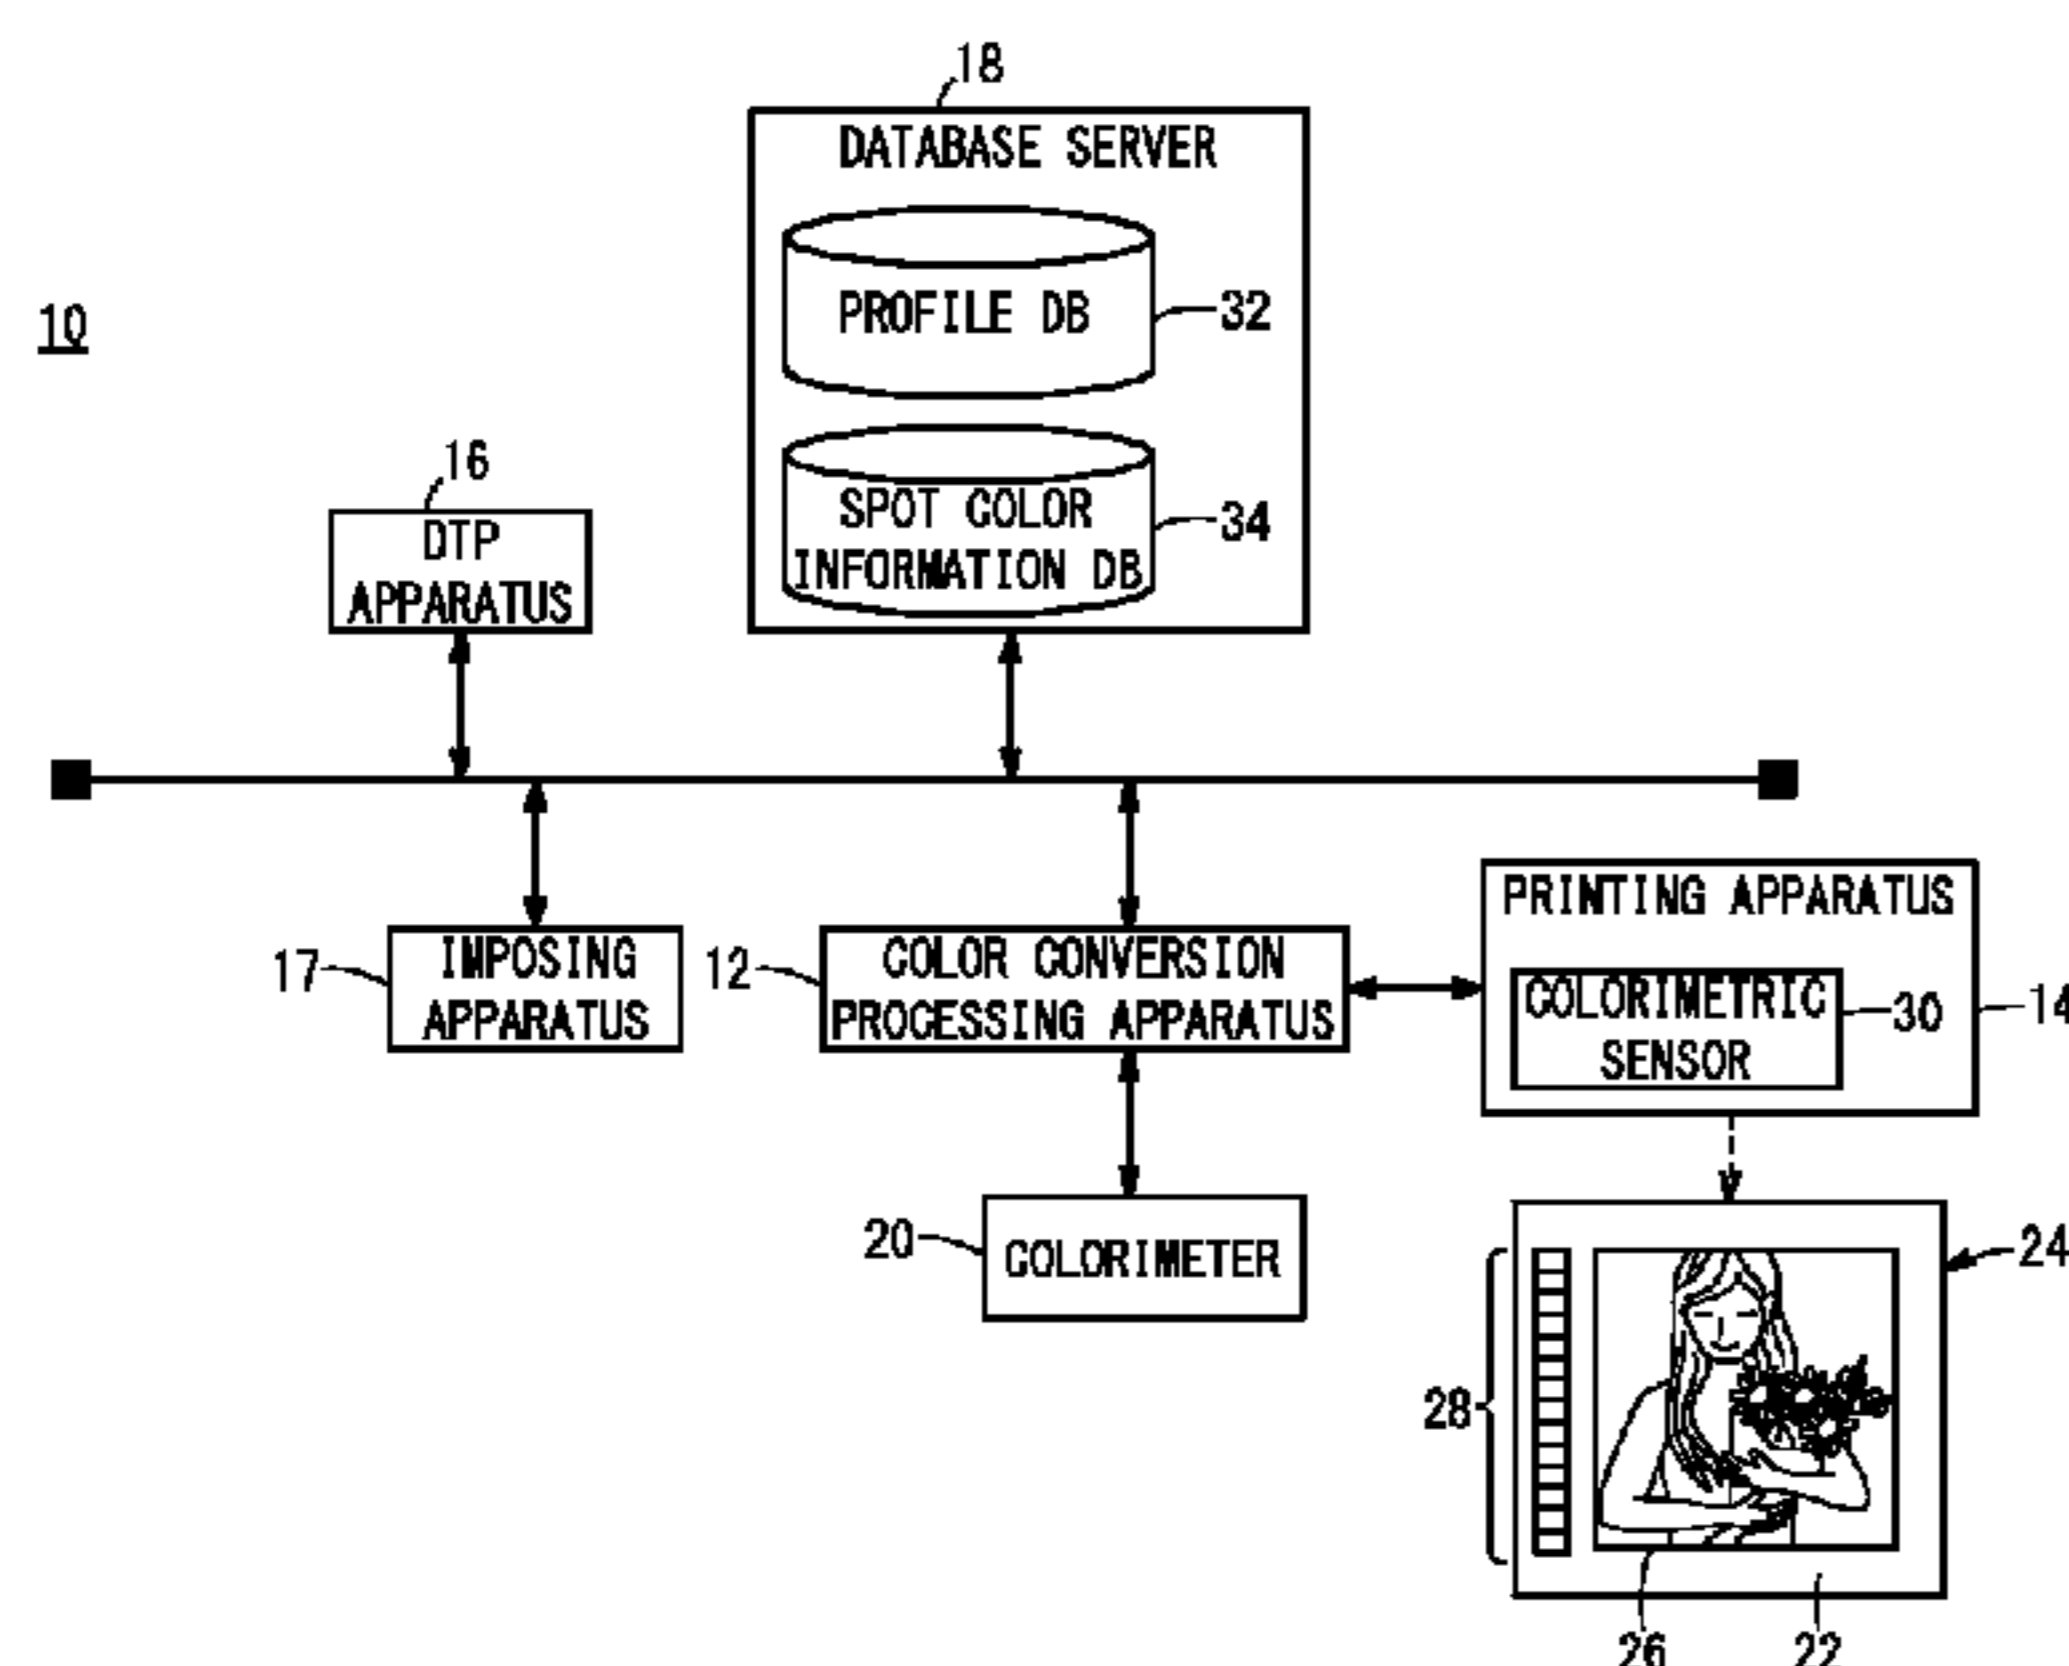 18
DATABASE SERVER
PROFILE DB
32
10
16
SPOT COLOR
INFORMATION DB
34
DTP
APPARATUS
PRINTING APPARATUS
17
IMPOSING
APPARATUS
12
COLOR CONVERSION
PROCESSING APPARATUS
COLORIMETRIC
SENSOR
30
14
20
COLORIMETER
24
28
26
22